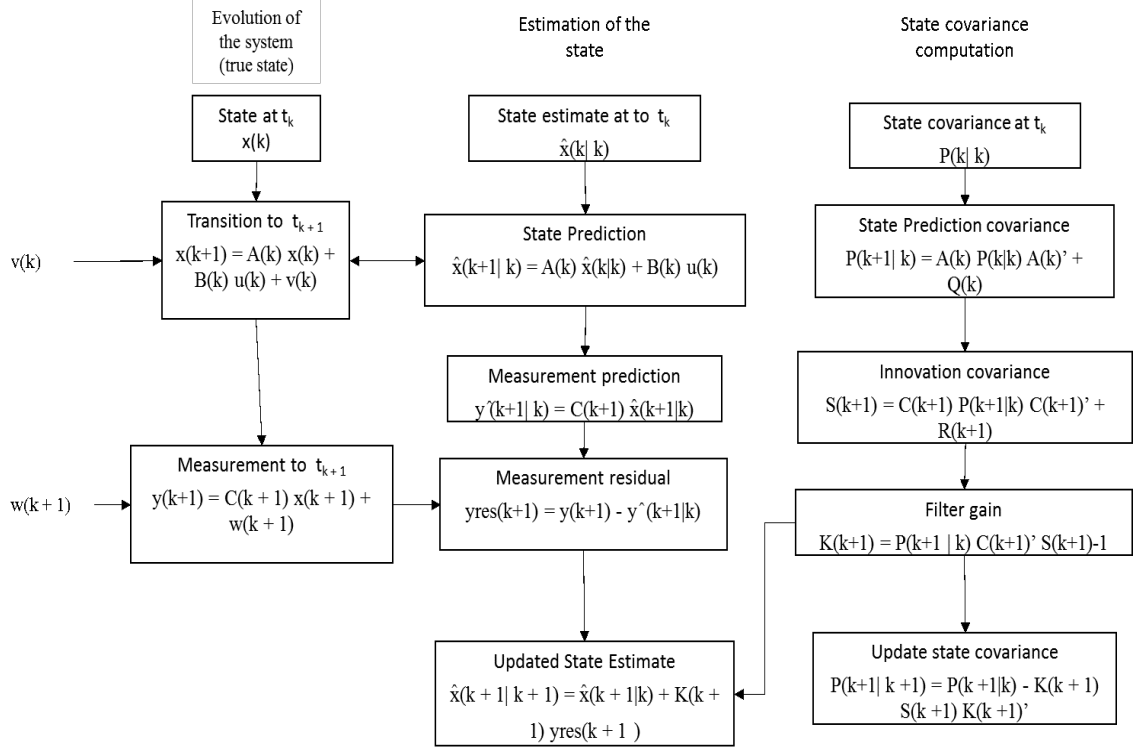 Evolution of
the system
(true state)
State at tk
x(k)
Transition to tk + 1
x(k+1) = A(k) x(k) +
B(k) u(k) + v(k)
v(k)
Measurement to tk + 1
y(k+1) = C(k + 1) x(k + 1) +
w(k + 1)
w(k + 1)
Estimation of the
state
State estimate at to tk
x̂(k| k)
State Prediction
x̂(k+1| k) = A(k) x̂(k|k) + B(k) u(k)
Measurement prediction
yˆ(k+1| k) = C(k+1) x̂(k+1|k)
Measurement residual
yres(k+1) = y(k+1) - yˆ(k+1|k)
Updated State Estimate
x̂(k + 1| k + 1) = x̂(k + 1|k) + K(k +
1) yres(k + 1 )
State covariance
computation
State covariance at tk
P(k| k)
State Prediction covariance
P(k+1| k) = A(k) P(k|k) A(k)’ +
Q(k)
Innovation covariance
S(k+1) = C(k+1) P(k+1|k) C(k+1)’ +
R(k+1)
Filter gain
K(k+1) = P(k+1 | k) C(k+1)’ S(k+1)-1
Update state covariance
P(k+1| k +1) = P(k +1|k) - K(k + 1)
S(k +1) K(k +1)’